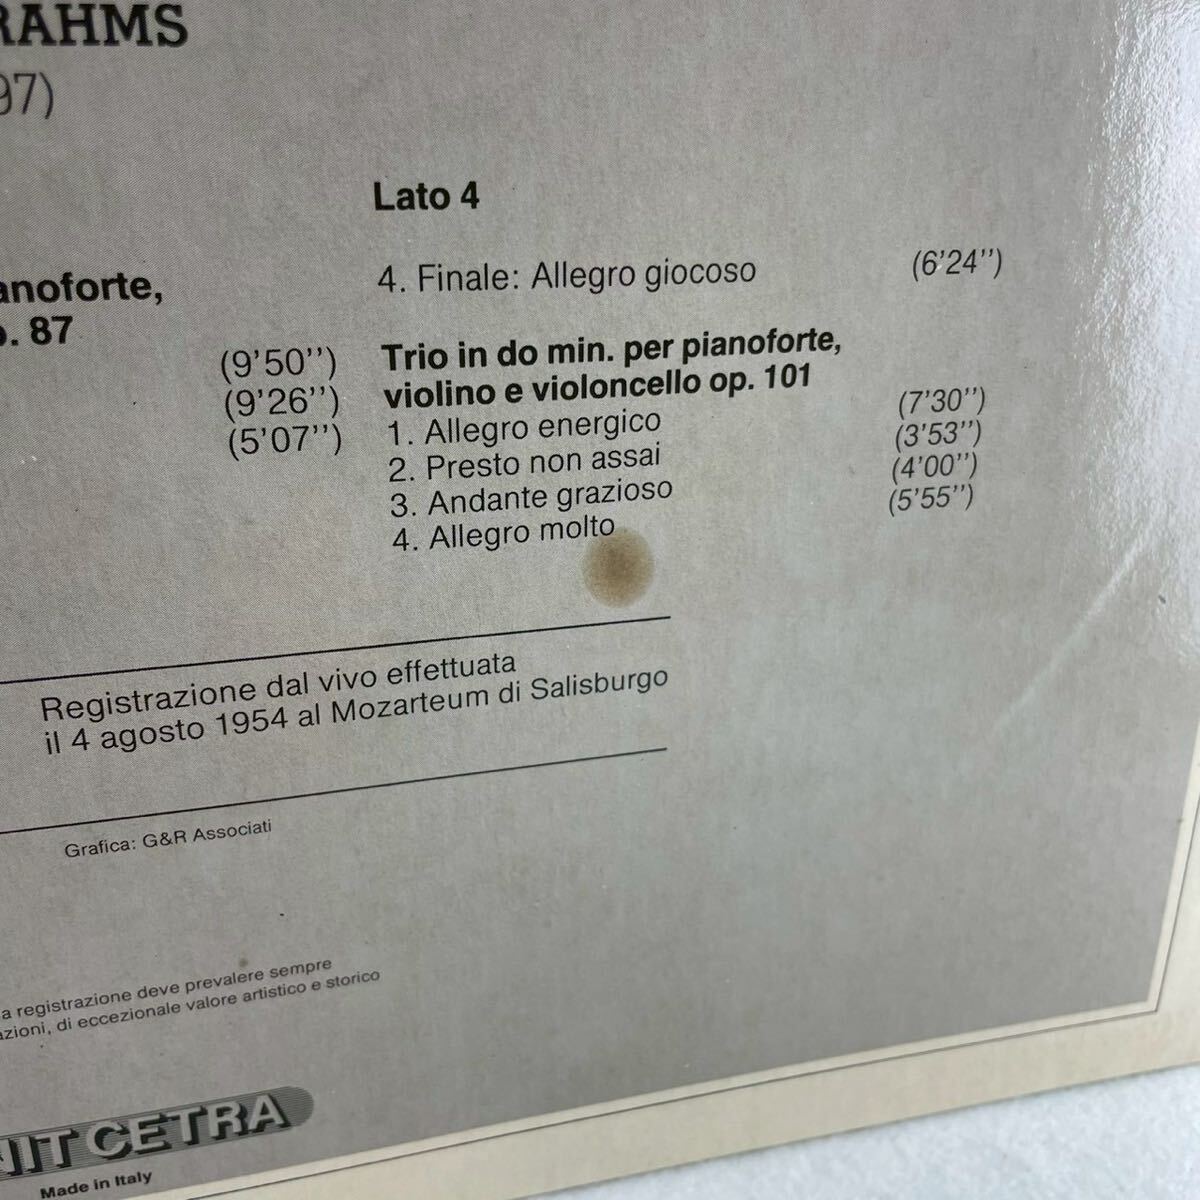 RAHMS
97)
anoforte,
. 87
(9'50'')
(9'26'')
(5'07'')
Lato 4
4. Finale: Allegro giocoso (6'24'')
Trio in do min. per pianoforte,
violino e violoncello op. 101
1. Allegro energico (7'30'')
2. Presto non assai (3'53'')
3. Andante grazioso (4'00'')
4. Allegro molto (5'55'')
Registrazione dal vivo effettuata
il 4 agosto 1954 al Mozarteum di Salisburgo
Grafica: G&R Associati
a registrazione deve prevalere sempre
azioni, di eccezionale valore artistico e storico
NIT CETRA
Made in Italy